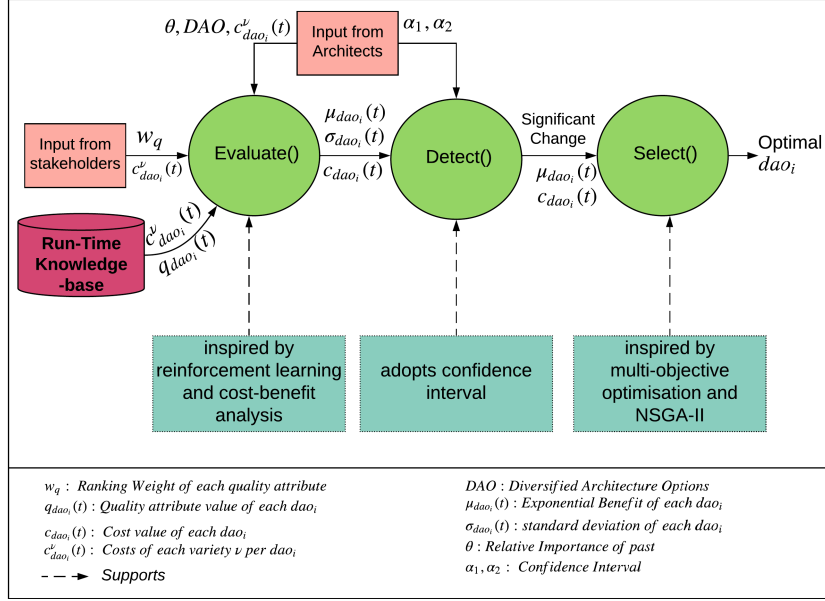 θ, DAO, c^ν_{dao_i}(t)
Input from
Architects
α₁, α₂
Input from
stakeholders
w_q
c^ν_{dao_i}(t)
Evaluate()
μ_{dao_i}(t)
σ_{dao_i}(t)
c_{dao_i}(t)
Detect()
Significant
Change
μ_{dao_i}(t)
c_{dao_i}(t)
Select()
Optimal
dao_i
Run-Time
Knowledge
-base
c^ν_{dao_i}(t)
q_{dao_i}(t)
inspired by
reinforcement learning
and cost-benefit
analysis
adopts confidence
interval
inspired by
multi-objective
optimisation and
NSGA-II
w_q : Ranking Weight of each quality attribute
q_{dao_i}(t) : Quality attribute value of each dao_i
c_{dao_i}(t) : Cost value of each dao_i
c^ν_{dao_i}(t) : Costs of each variety ν per dao_i
Supports
DAO : Diversified Architecture Options
μ_{dao_i}(t) : Exponential Benefit of each dao_i
σ_{dao_i}(t) : standard deviation of each dao_i
θ : Relative Importance of past
α₁, α₂ : Confidence Interval